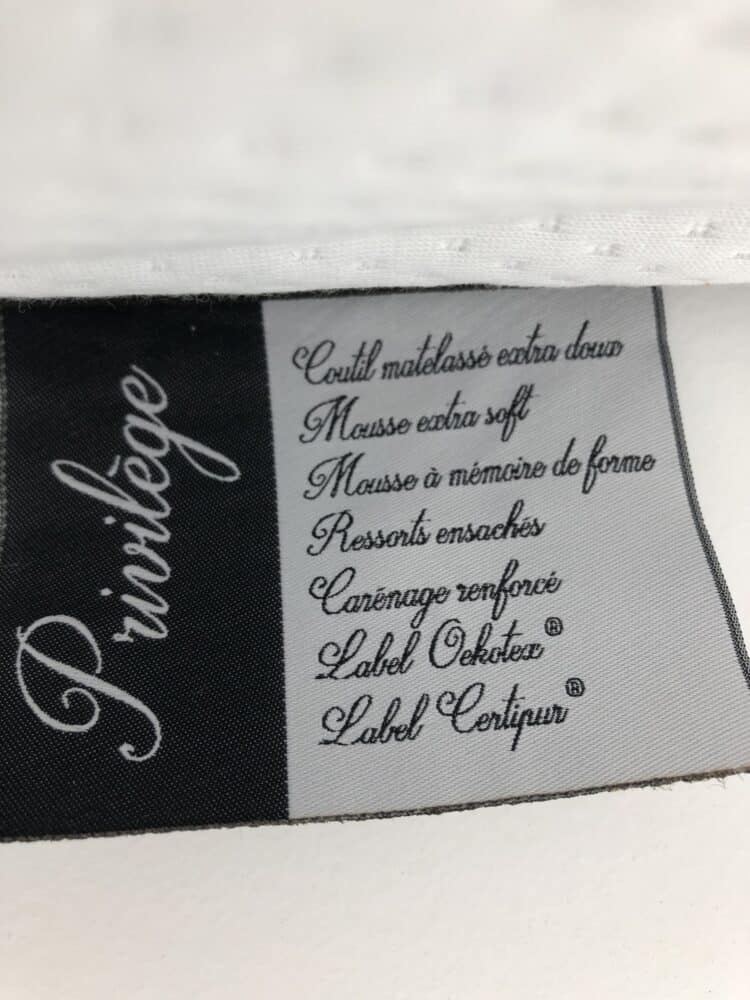 Privilège
Coutil matelassé extra doux
Mousse extra soft
Mousse à mémoire de forme
Ressorts ensachés
Carénage renforcé
Label Oekotex®
Label Certipur®